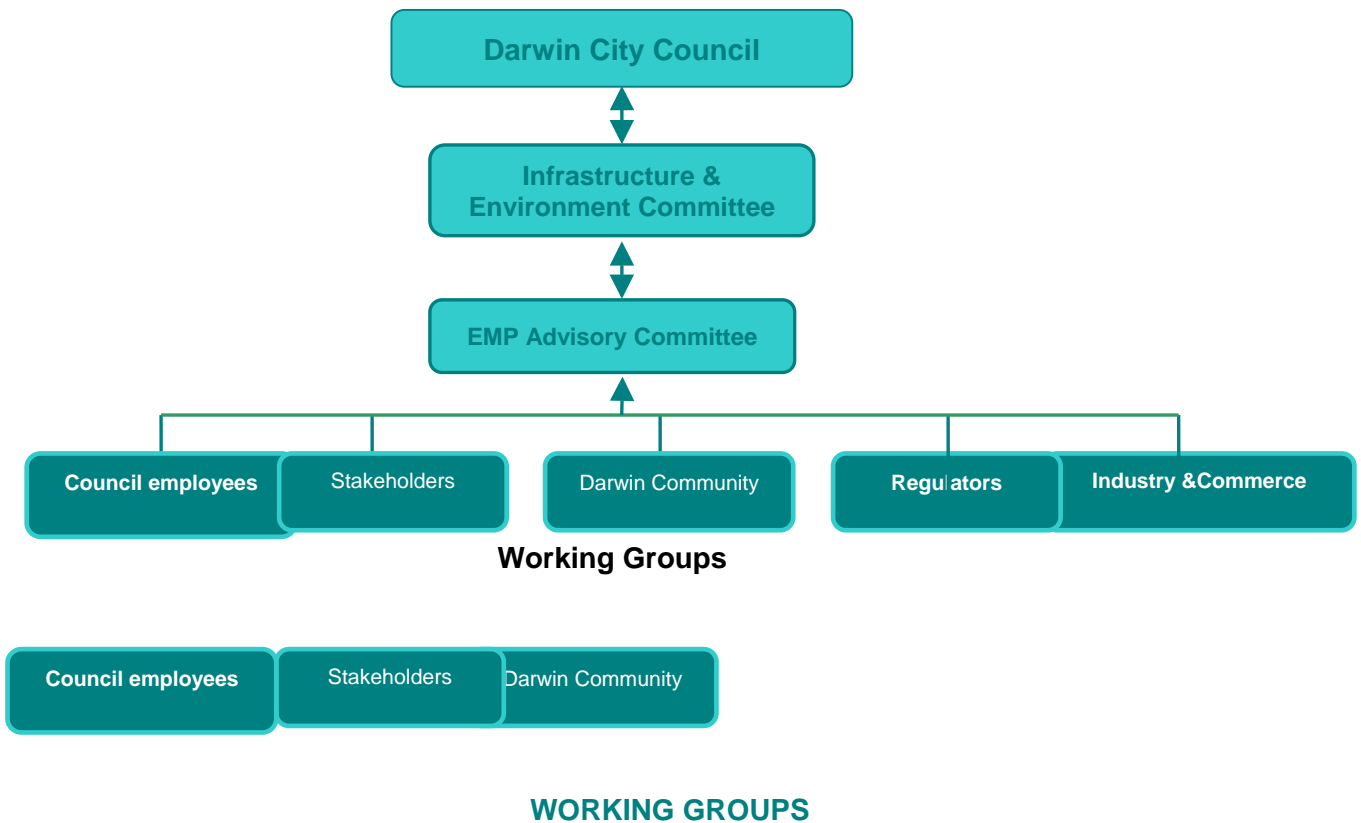 Darwin City Council
Infrastructure &
Environment Committee
EMP Advisory Committee
Council employees
Stakeholders
Darwin Community
Regulators
Industry &Commerce
Working Groups
Council employees
Stakeholders
Darwin Community
WORKING GROUPS